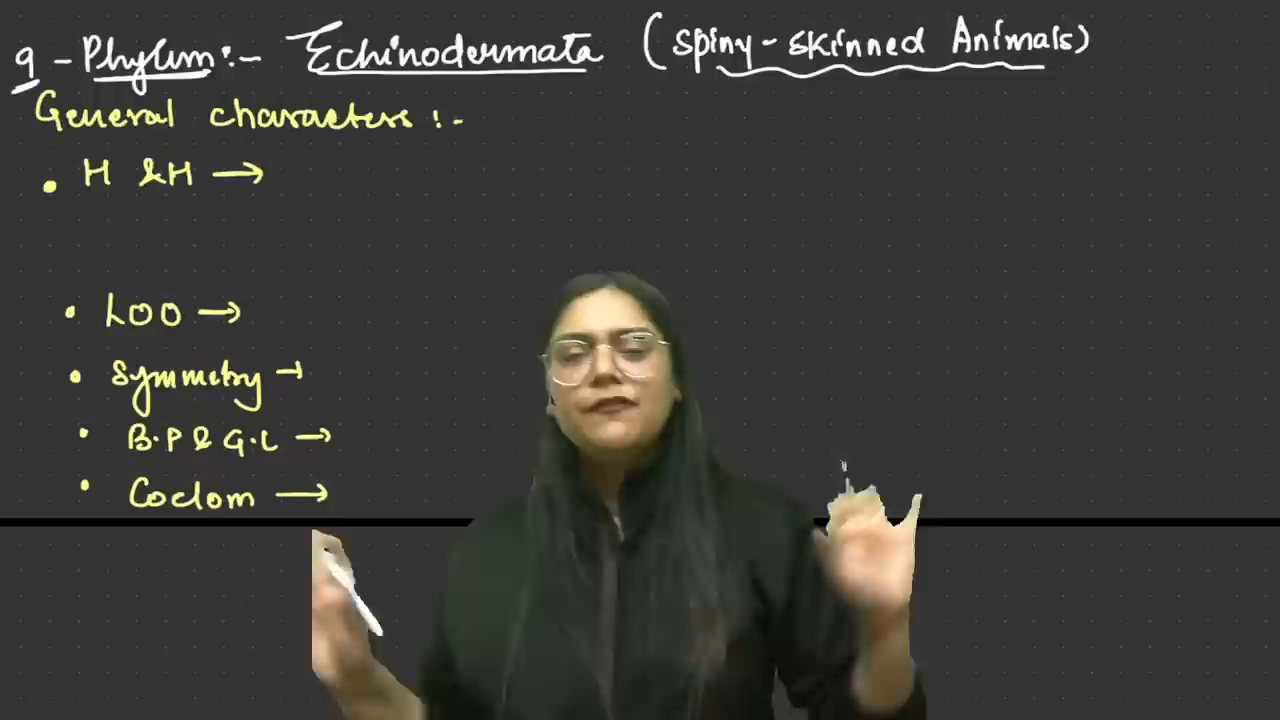 9 - Phylum :- Echinodermata (Spiny-skinned Animals)
General characters :-
• H & H →
• LOO →
• Symmetry →
• B.P & G.L →
• Coelom →